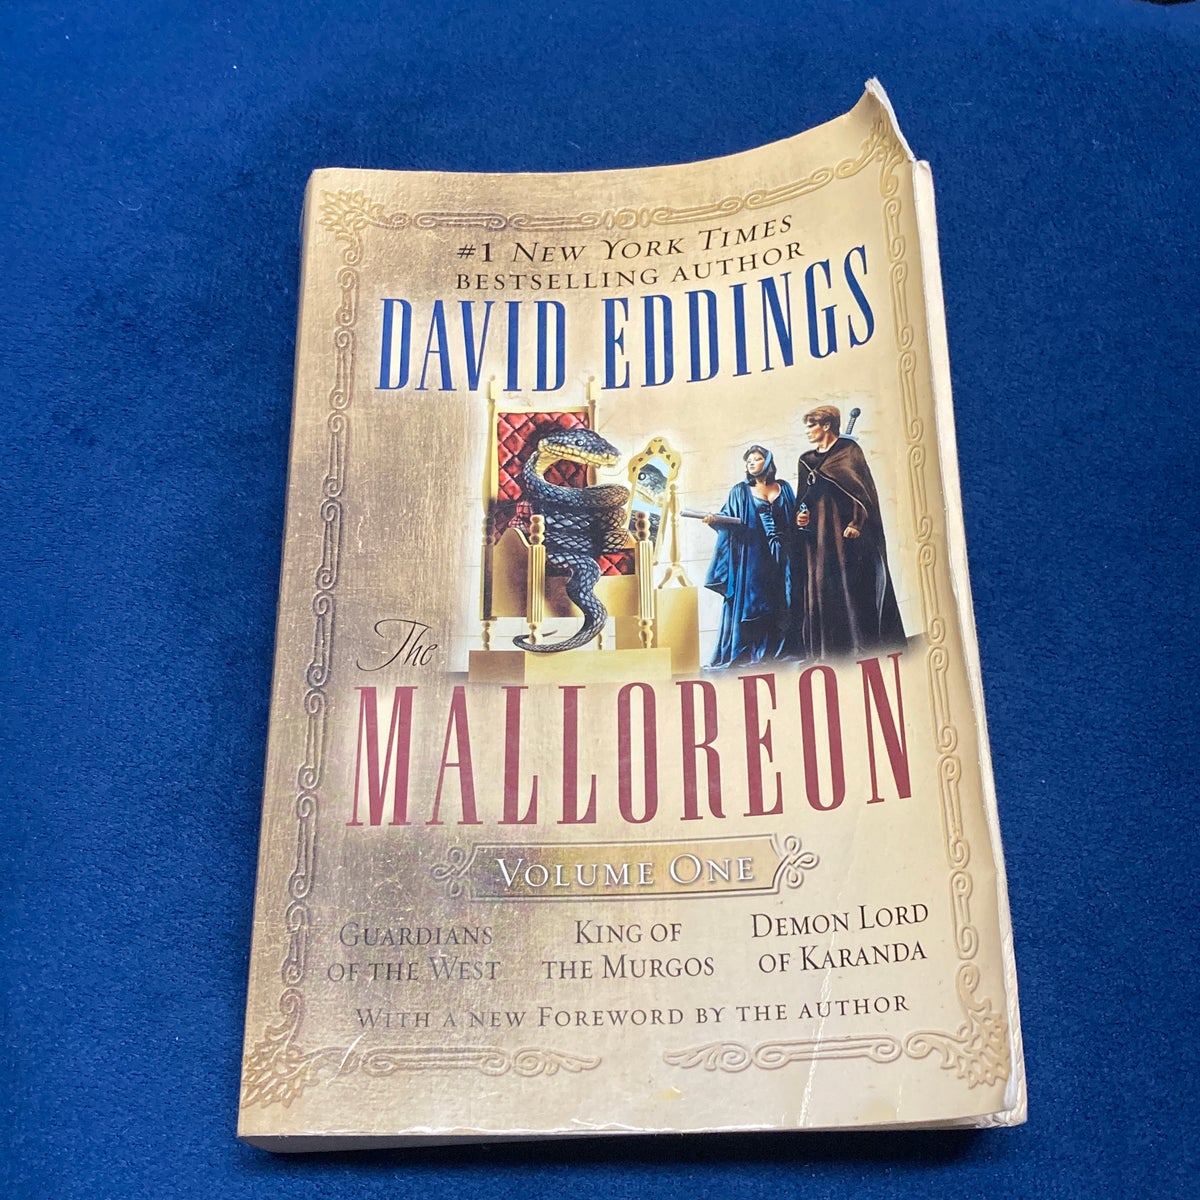 #1 New York Times
BESTSELLING AUTHOR
DAVID EDDINGS
The
MALLOREON
VOLUME ONE
GUARDIANS OF THE WEST
KING OF THE MURGOS
DEMON LORD OF KARANDA
WITH A NEW FOREWORD BY THE AUTHOR